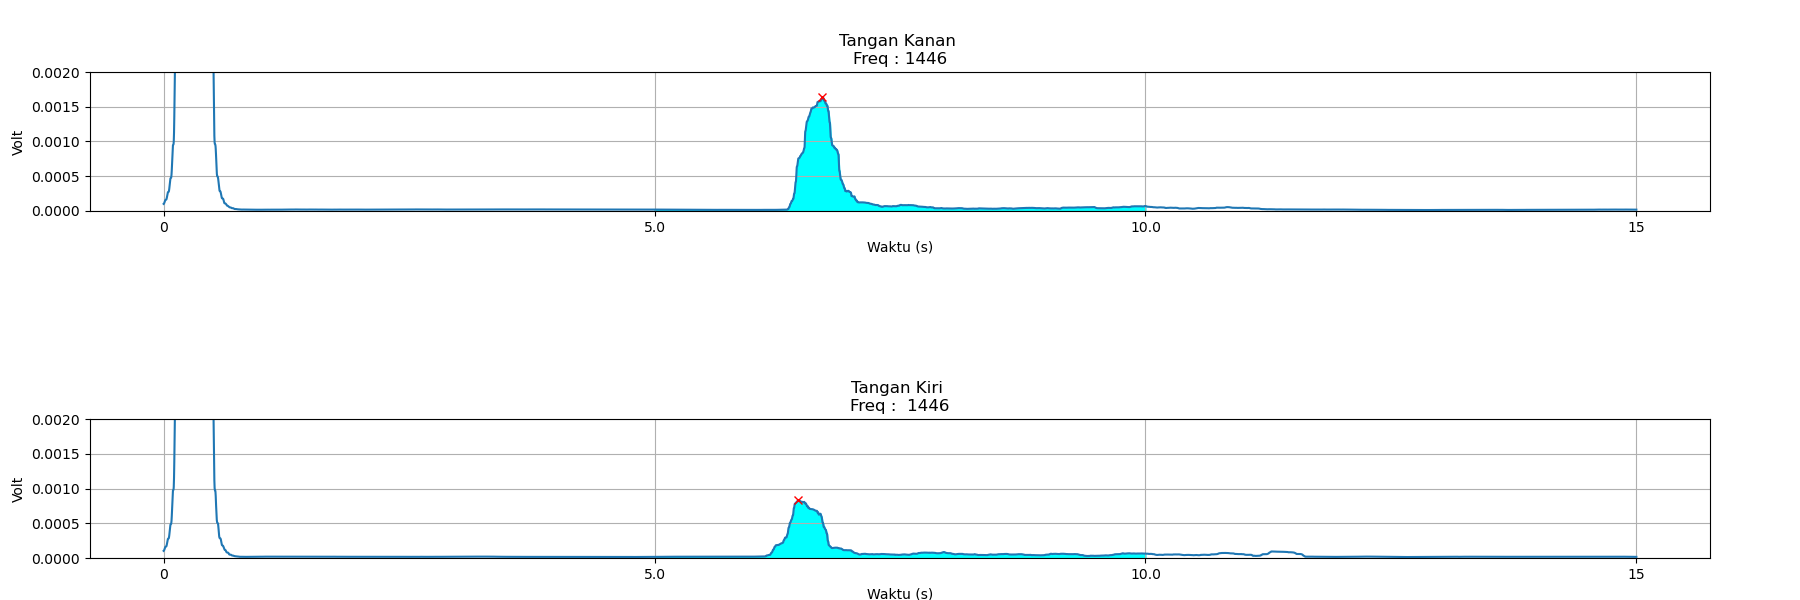 Tangan Kanan
Freq : 1446
0.0020
0.0015
0.0010
0.0005
0.0000
Volt
0 5.0 10.0 15
Waktu (s)
Tangan Kiri
Freq :  1446
0.0020
0.0015
0.0010
0.0005
0.0000
Volt
0 5.0 10.0 15
Waktu (s)